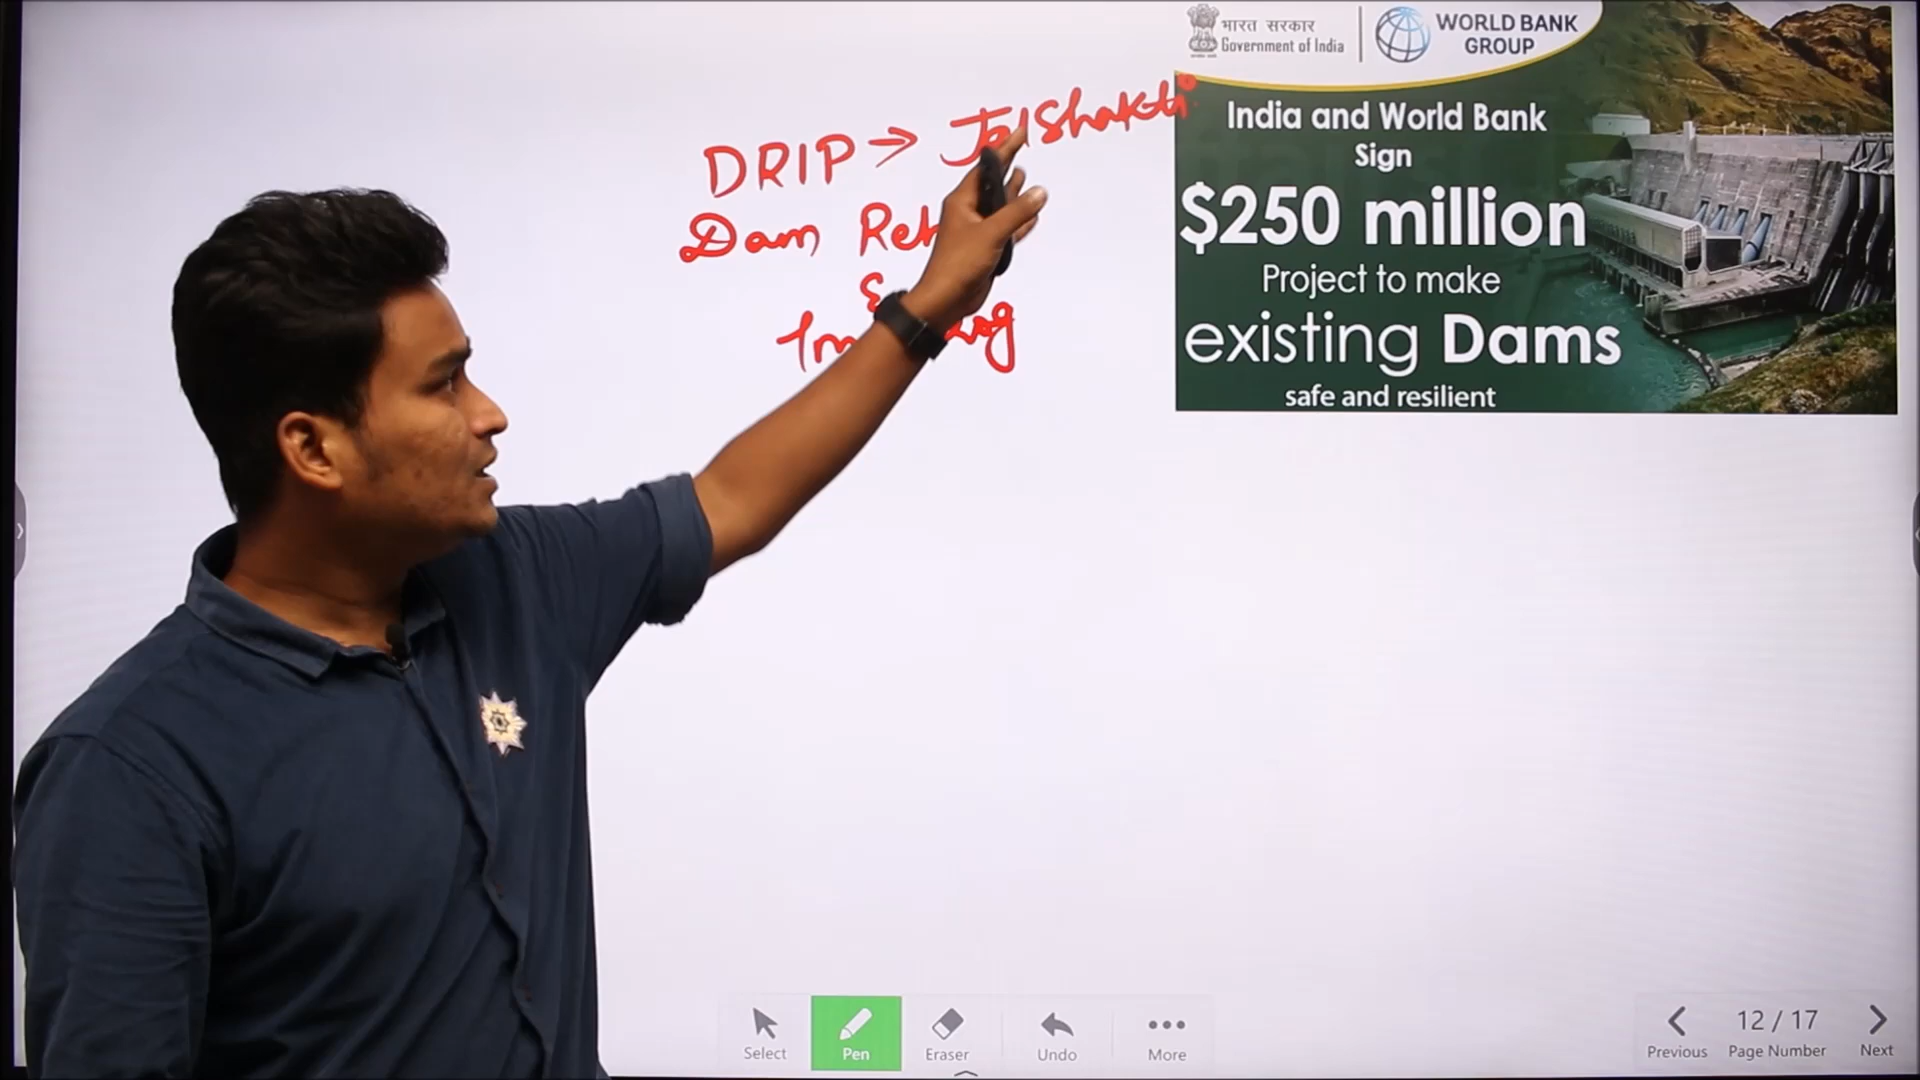 भारत सरकार
Government of India
WORLD BANK
GROUP
India and World Bank
Sign
$250 million
Project to make
existing Dams
safe and resilient
DRIP → JalShakti
Dam
&
Select
Pen
Eraser
Undo
More
12 / 17
Previous
Page Number
Next